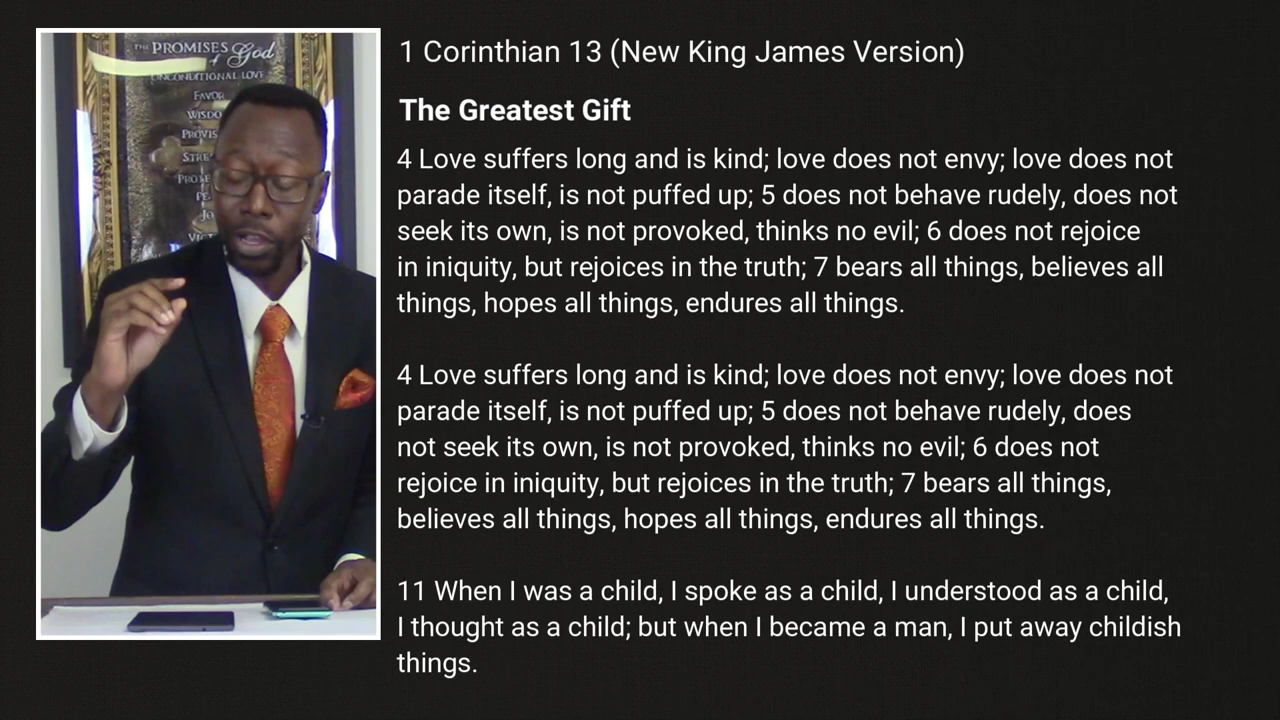 THE PROMISES
of God
UNCONDITIONAL LOVE
FAVOR
JO
1 Corinthian 13 (New King James Version)
The Greatest Gift
4 Love suffers long and is kind; love does not envy; love does not
parade itself, is not puffed up; 5 does not behave rudely, does not
seek its own, is not provoked, thinks no evil; 6 does not rejoice
in iniquity, but rejoices in the truth; 7 bears all things, believes all
things, hopes all things, endures all things.
4 Love suffers long and is kind; love does not envy; love does not
parade itself, is not puffed up; 5 does not behave rudely, does
not seek its own, is not provoked, thinks no evil; 6 does not
rejoice in iniquity, but rejoices in the truth; 7 bears all things,
believes all things, hopes all things, endures all things.
11 When I was a child, I spoke as a child, I understood as a child,
I thought as a child; but when I became a man, I put away childish
things.